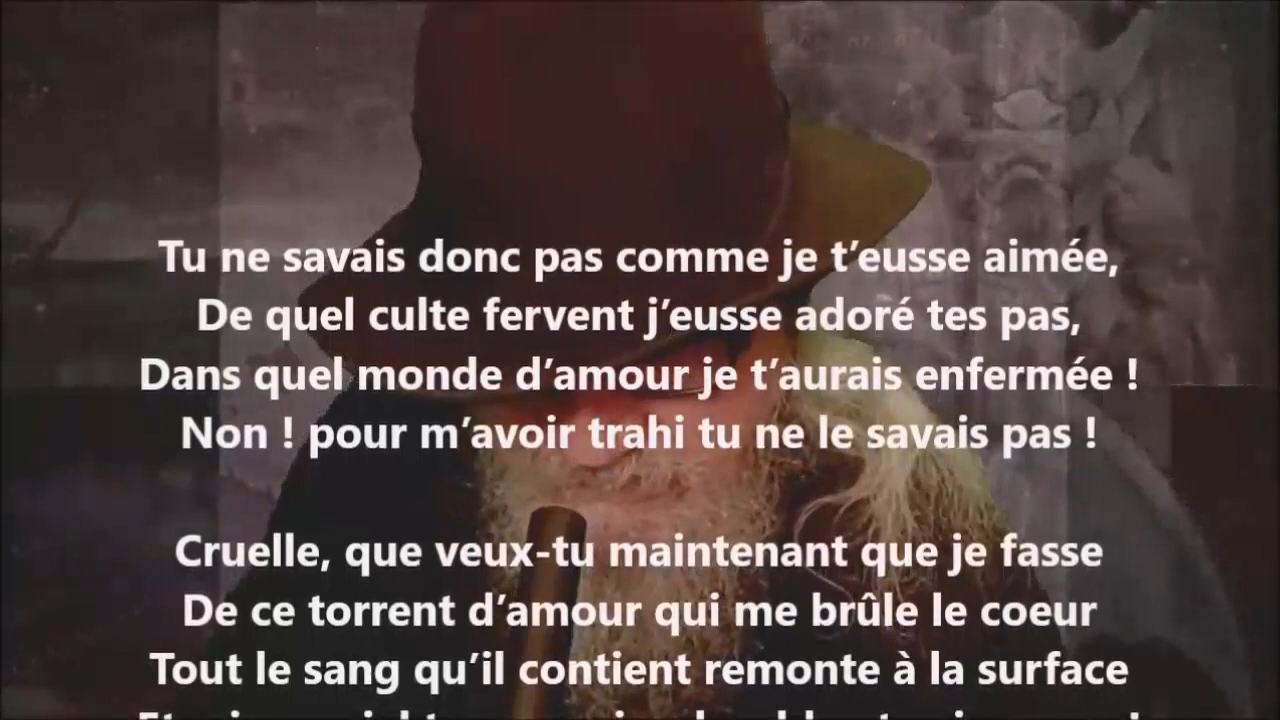 Tu ne savais donc pas comme je t’eusse aimée,
De quel culte fervent j’eusse adoré tes pas,
Dans quel monde d’amour je t’aurais enfermée !
Non ! pour m’avoir trahi tu ne le savais pas !
Cruelle, que veux-tu maintenant que je fasse
De ce torrent d’amour qui me brûle le coeur
Tout le sang qu’il contient remonte à la surface